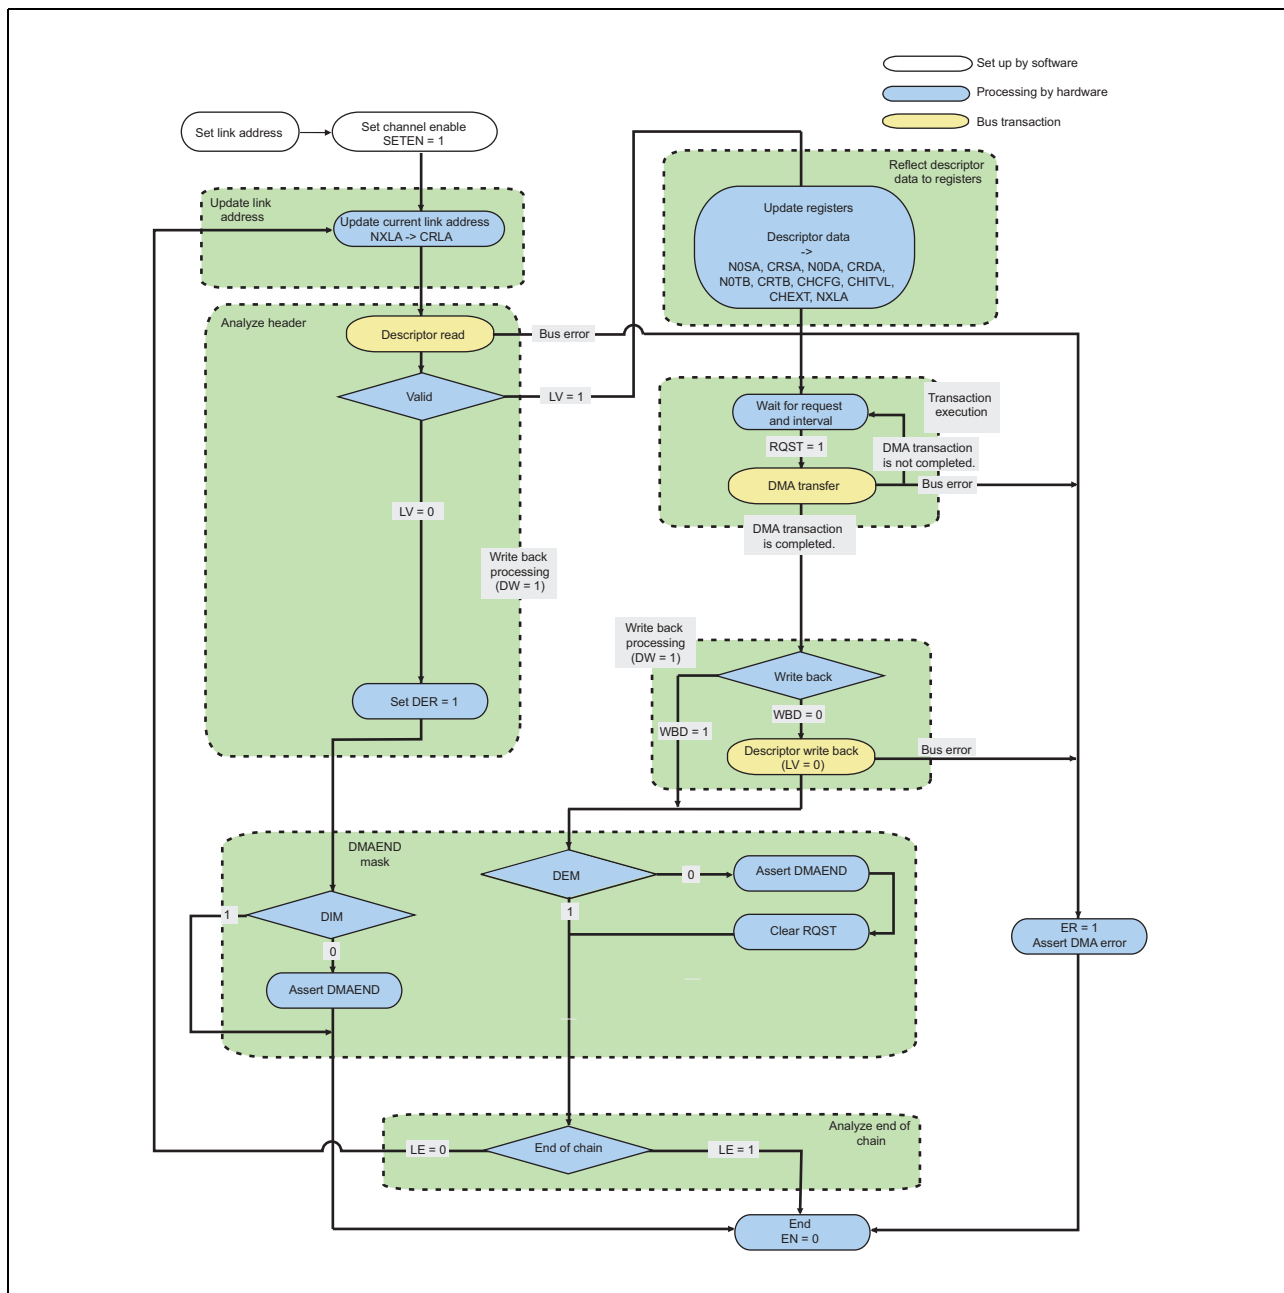 Set up by software
Processing by hardware
Bus transaction
Set link address
Set channel enable
SETEN = 1
Reflect descriptor
data to registers
Update link
address
Update current link address
NXLA -> CRLA
Update registers
Descriptor data
->
N0SA, CRSA, N0DA, CRDA,
N0TB, CRTB, CHCFG, CHITVL,
CHEXT, NXLA
Analyze header
Descriptor read
Bus error
Valid
LV = 1
Transaction
execution
Wait for request
and interval
RQST = 1
DMA transaction
is not completed.
DMA transfer
Bus error
LV = 0
DMA transaction
is completed.
Write back
processing
(DW = 1)
Write back
processing
(DW = 1)
Write back
Set DER = 1
WBD = 0
WBD = 1
Descriptor write back
(LV = 0)
Bus error
DMAEND
mask
DEM
0
Assert DMAEND
1
DIM
1
Clear RQST
ER = 1
Assert DMA error
0
Assert DMAEND
Analyze end of
chain
LE = 0
End of chain
LE = 1
End
EN = 0